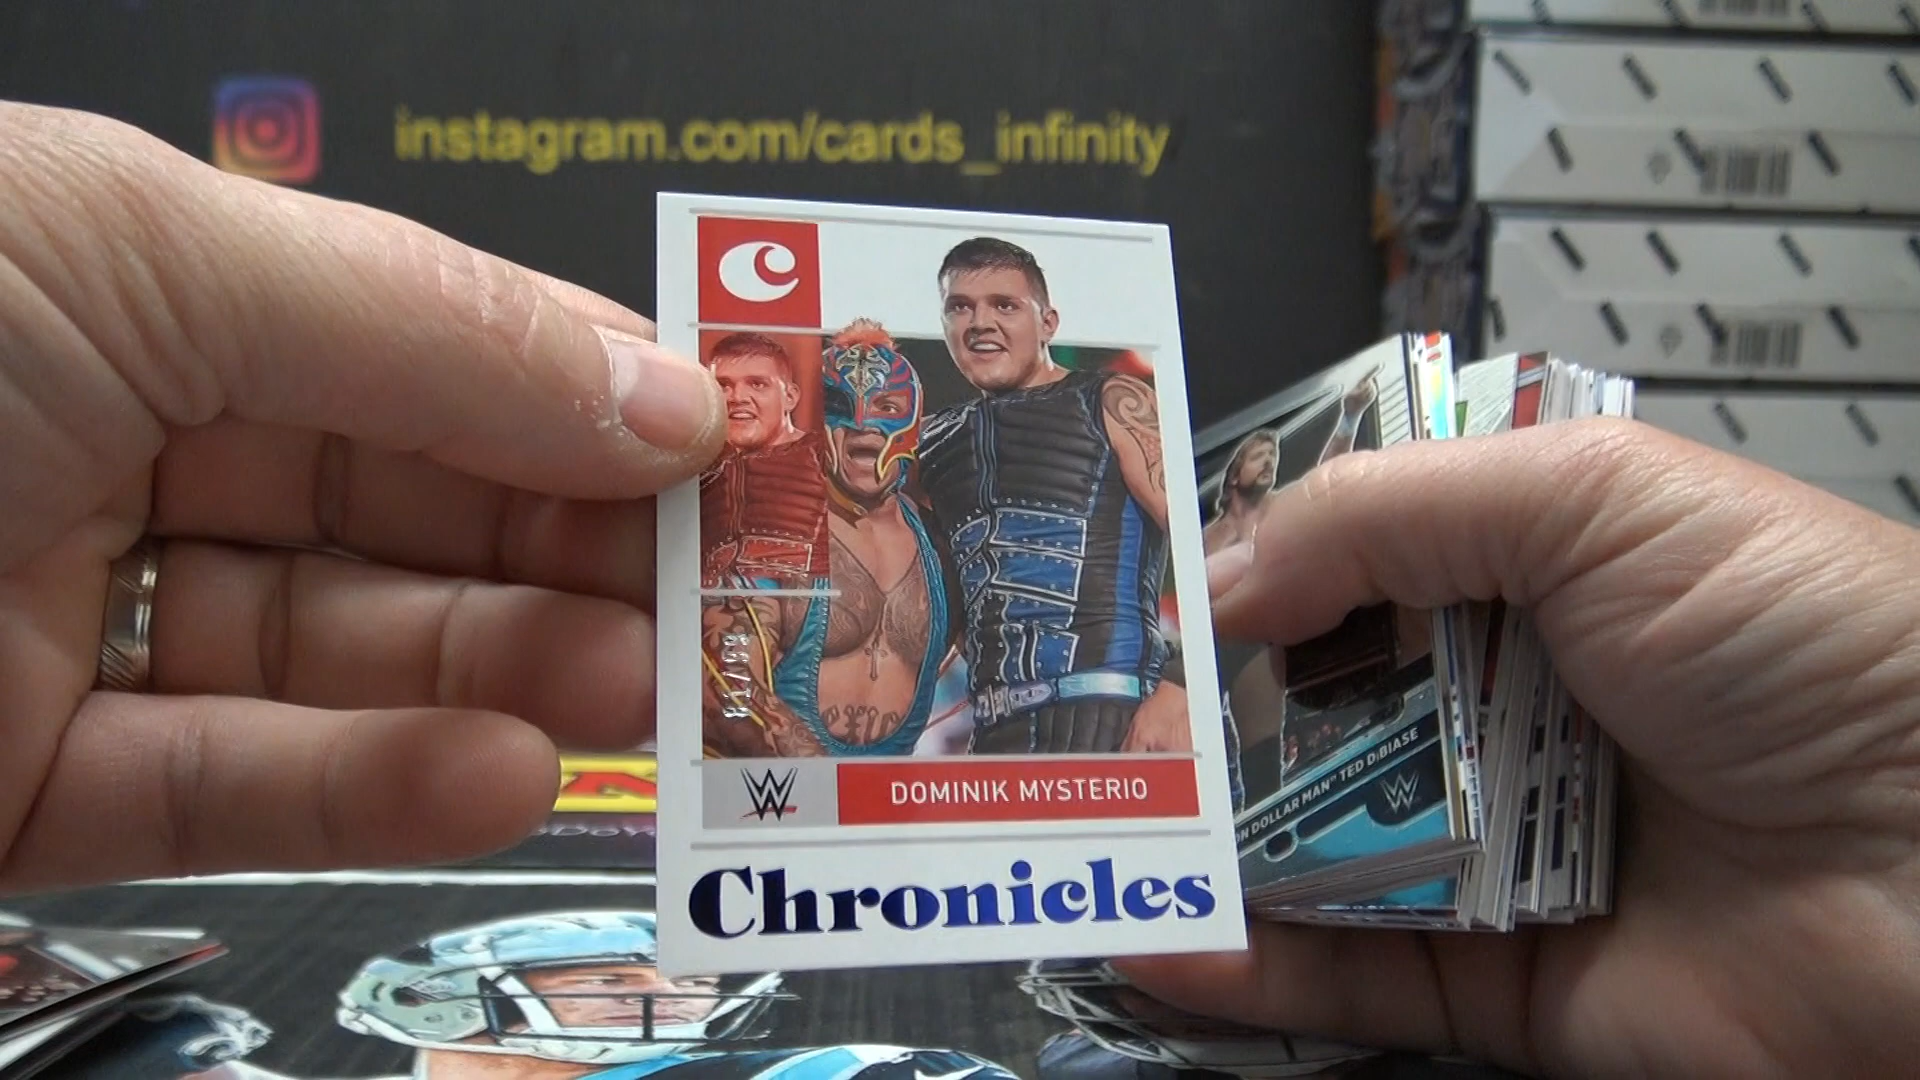 instagram.com/cards_infinity
DOMINIK MYSTERIO
Chronicles
DOLLAR MAN" TED DIBIASE